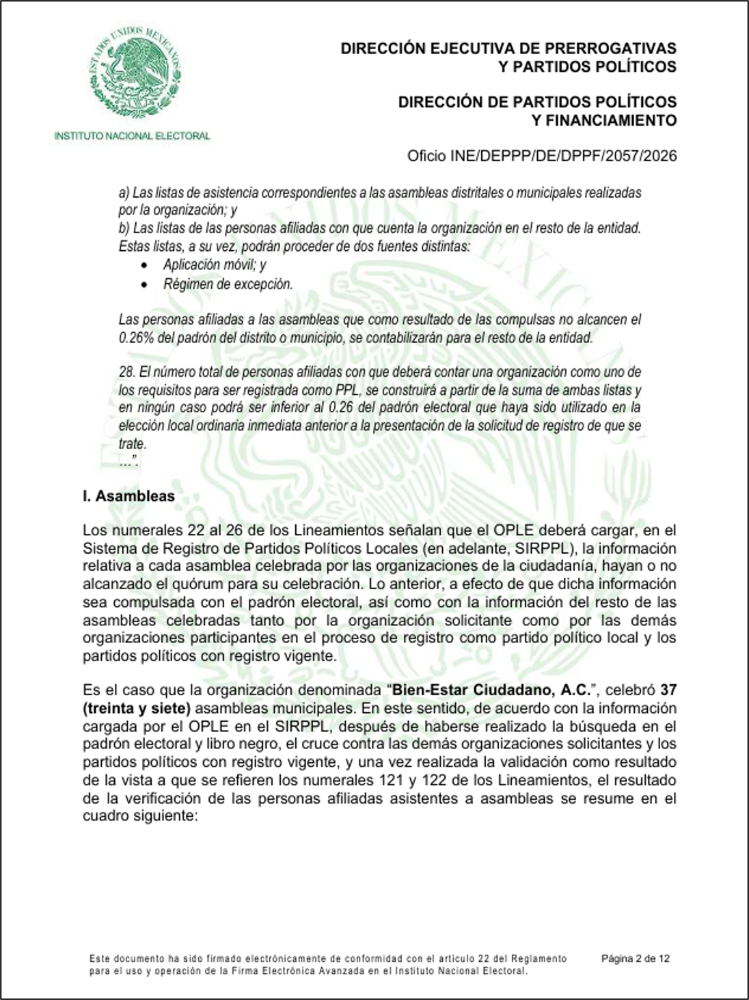 ESTADOS UNIDOS MEXICANOS
INSTITUTO NACIONAL ELECTORAL
DIRECCIÓN EJECUTIVA DE PRERROGATIVAS
Y PARTIDOS POLÍTICOS
DIRECCIÓN DE PARTIDOS POLÍTICOS
Y FINANCIAMIENTO
Oficio INE/DEPPP/DE/DPPF/2057/2026
a) Las listas de asistencia correspondientes a las asambleas distritales o municipales realizadas
por la organización; y
b) Las listas de las personas afiliadas con que cuenta la organización en el resto de la entidad.
Estas listas, a su vez, podrán proceder de dos fuentes distintas:
• Aplicación móvil; y
• Régimen de excepción.
Las personas afiliadas a las asambleas que como resultado de las compulsas no alcancen el
0.26% del padrón del distrito o municipio, se contabilizarán para el resto de la entidad.
28. El número total de personas afiliadas con que deberá contar una organización como uno de
los requisitos para ser registrada como PPL, se construirá a partir de la suma de ambas listas y
en ningún caso podrá ser inferior al 0.26 del padrón electoral que haya sido utilizado en la
elección local ordinaria inmediata anterior a la presentación de la solicitud de registro de que se
trate.
…”.
I. Asambleas
Los numerales 22 al 26 de los Lineamientos señalan que el OPLE deberá cargar, en el
Sistema de Registro de Partidos Políticos Locales (en adelante, SIRPPL), la información
relativa a cada asamblea celebrada por las organizaciones de la ciudadanía, hayan o no
alcanzado el quórum para su celebración. Lo anterior, a efecto de que dicha información
sea compulsada con el padrón electoral, así como con la información del resto de las
asambleas celebradas tanto por la organización solicitante como por las demás
organizaciones participantes en el proceso de registro como partido político local y los
partidos políticos con registro vigente.
Es el caso que la organización denominada “Bien-Estar Ciudadano, A.C.”, celebró 37
(treinta y siete) asambleas municipales. En este sentido, de acuerdo con la información
cargada por el OPLE en el SIRPPL, después de haberse realizado la búsqueda en el
padrón electoral y libro negro, el cruce contra las demás organizaciones solicitantes y los
partidos políticos con registro vigente, y una vez realizada la validación como resultado
de la vista a que se refieren los numerales 121 y 122 de los Lineamientos, el resultado
de la verificación de las personas afiliadas asistentes a asambleas se resume en el
cuadro siguiente:
Este documento ha sido firmado electrónicamente de conformidad con el artículo 22 del Reglamento
para el uso y operación de la Firma Electrónica Avanzada en el Instituto Nacional Electoral.
Página 2 de 12